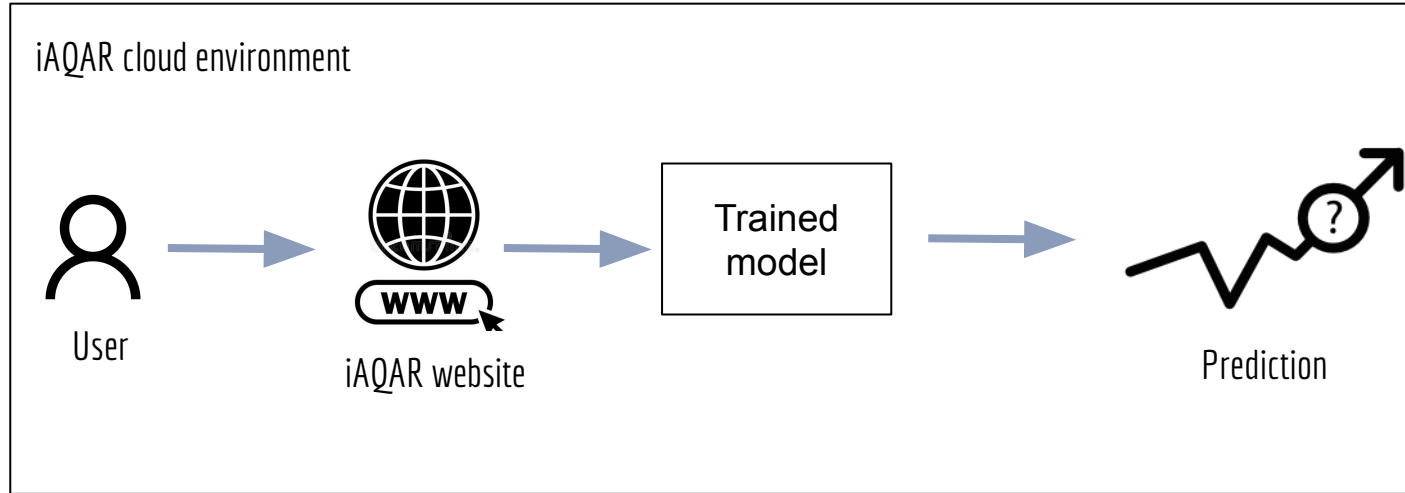 iAQAR cloud environment
User
WWW
iAQAR website
Trained
model
?
Prediction